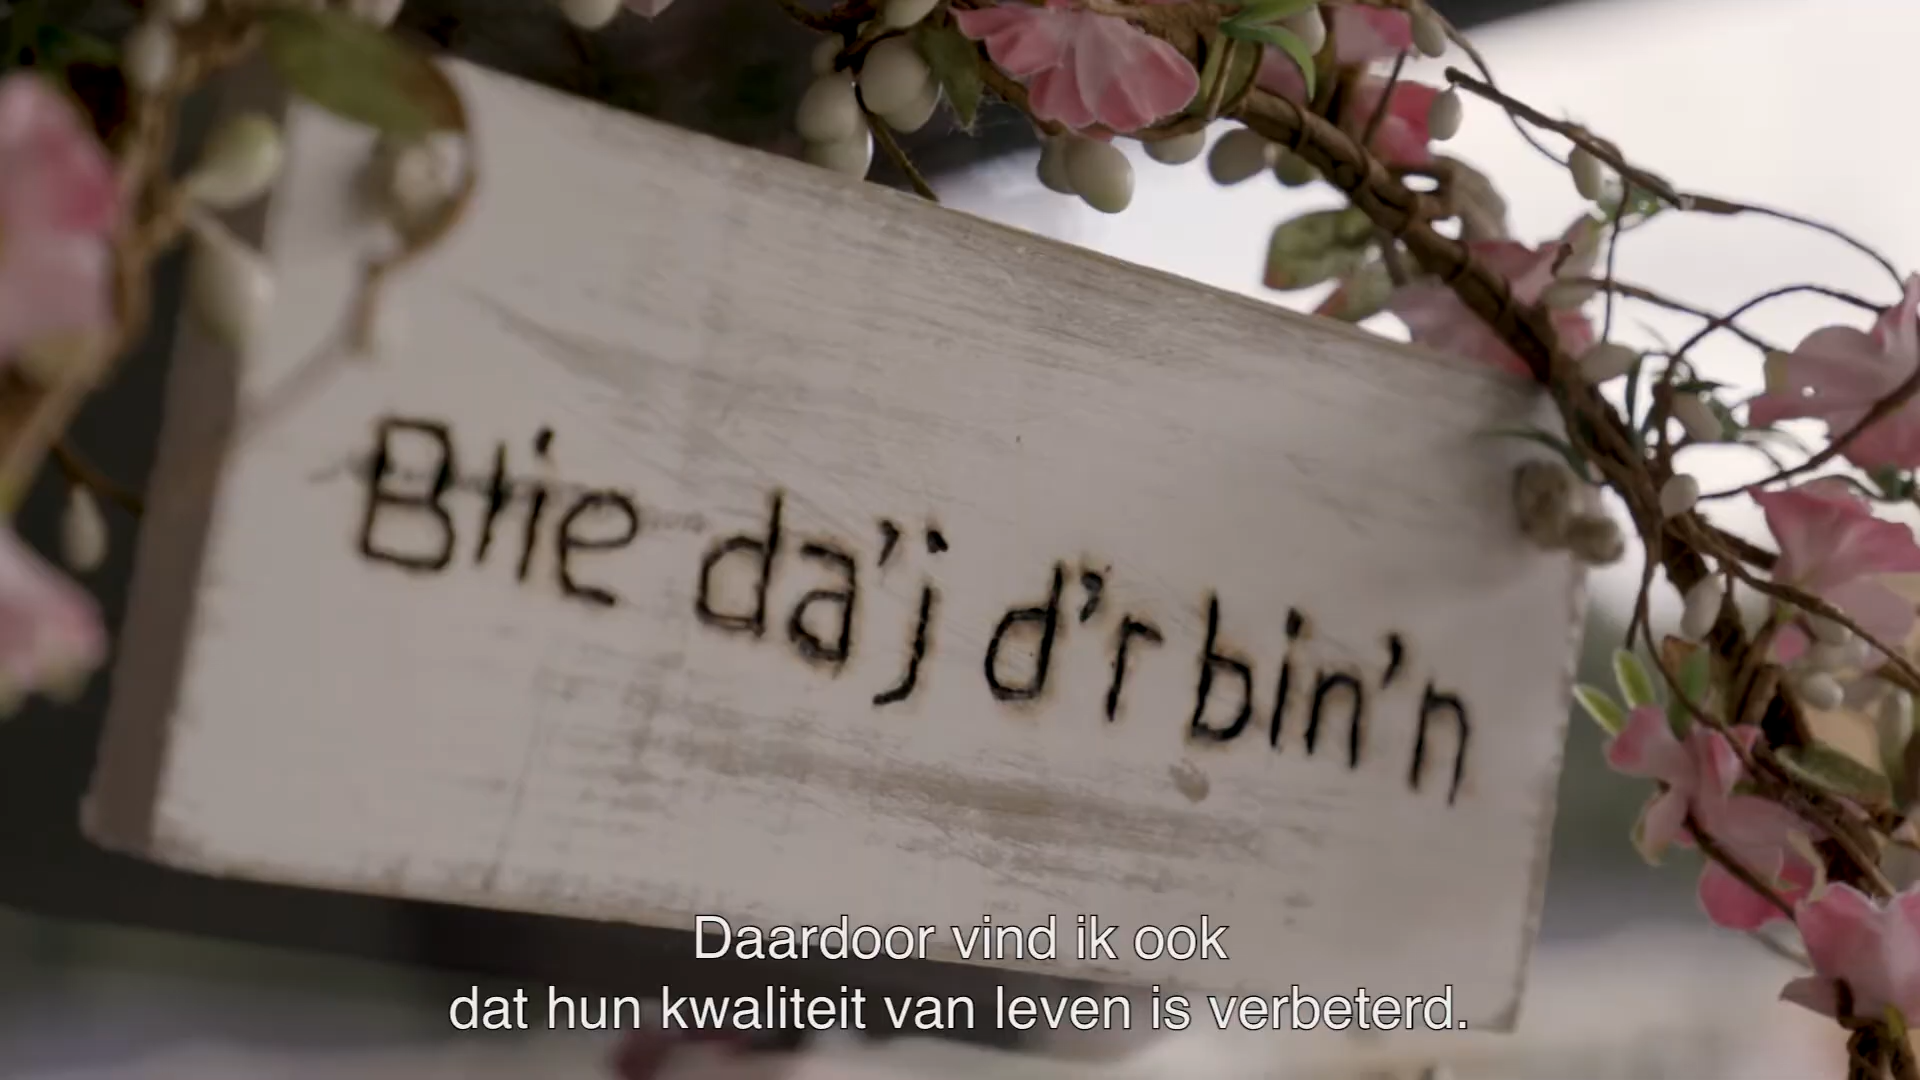 Blie da'j d'r bin'n
Daardoor vind ik ook
dat hun kwaliteit van leven is verbeterd.